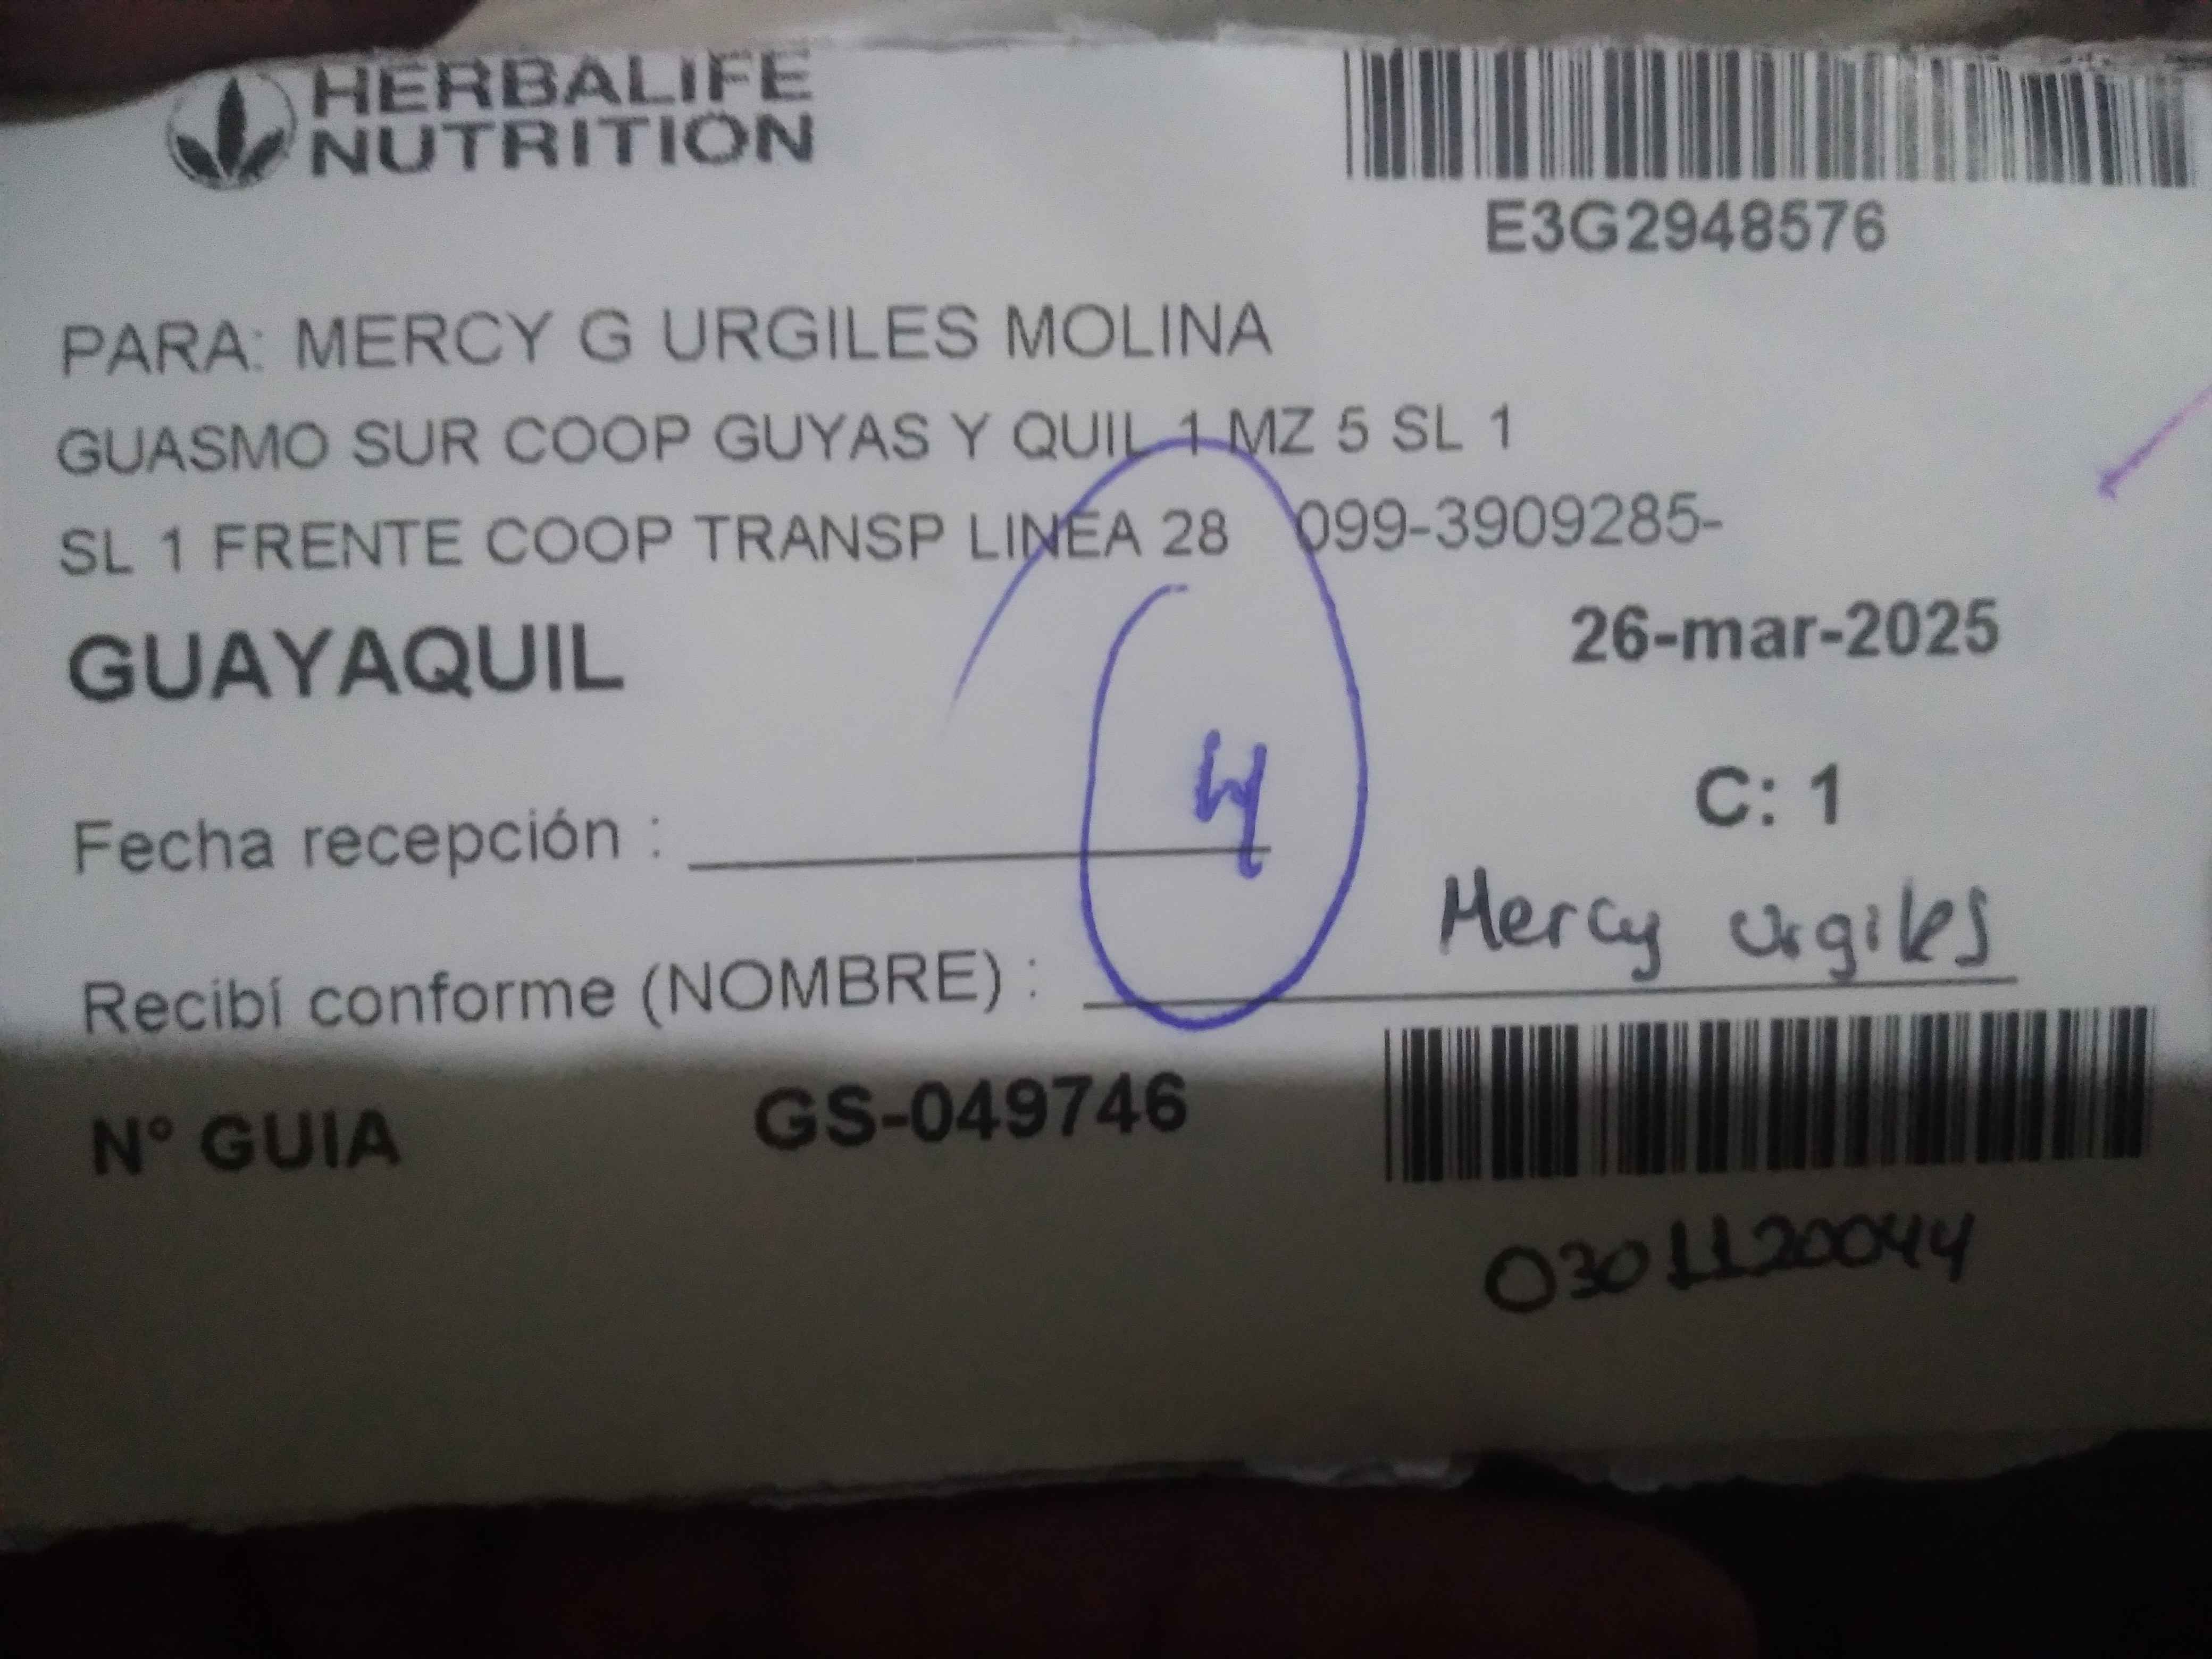 HERBALIFE
NUTRITION
E3G2948576
PARA: MERCY G URGILES MOLINA
GUASMO SUR COOP GUYAS Y QUIL 1 MZ 5 SL 1
SL 1 FRENTE COOP TRANSP LINEA 28 099-3909285-
GUAYAQUIL
26-mar-2025
4
C: 1
Fecha recepción :
Mercy Urgiles
Recibí conforme (NOMBRE) :
N° GUIA GS-049746
0301120044